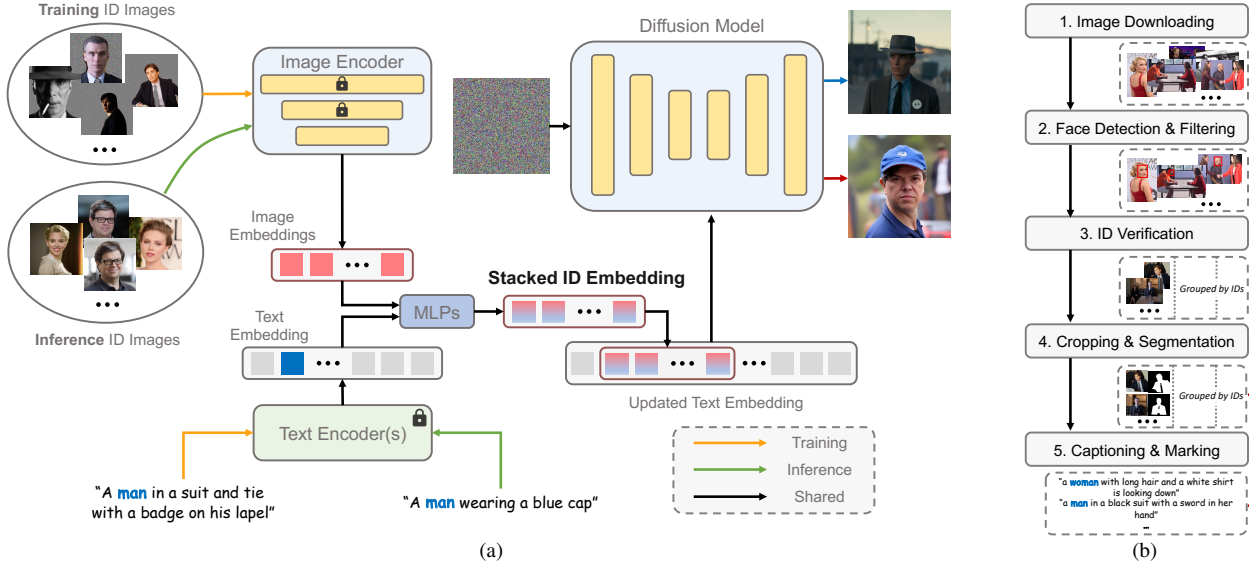 Training ID Images
•••
Inference ID Images
•••
Image Encoder
Image
Embeddings
•••
Text
Embedding
•••
MLPs
Stacked ID Embedding
•••
••• •••
Updated Text Embedding
Text Encoder(s)
“A man in a suit and tie
with a badge on his lapel”
“A man wearing a blue cap”
Diffusion Model
Training
Inference
Shared
(a)
1. Image Downloading
•••
2. Face Detection & Filtering
•••
3. ID Verification
Grouped by IDs
•••
4. Cropping & Segmentation
Grouped by IDs
•••
5. Captioning & Marking
“a woman with long hair and a white shirt
is looking down”
“a man in a black suit with a sword in her
hand”
...
(b)